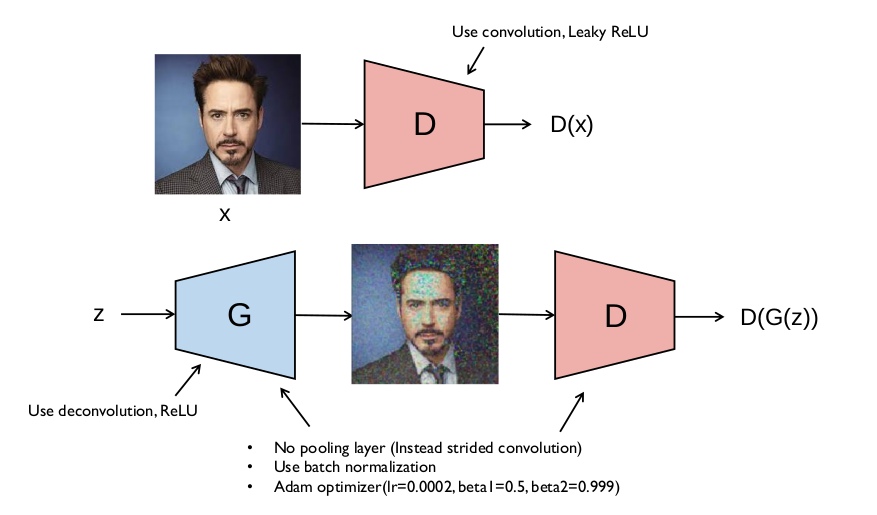 Use convolution, Leaky ReLU
D
D(x)
x
z
G
D
D(G(z))
Use deconvolution, ReLU
• No pooling layer (Instead strided convolution)
• Use batch normalization
• Adam optimizer(lr=0.0002, beta1=0.5, beta2=0.999)